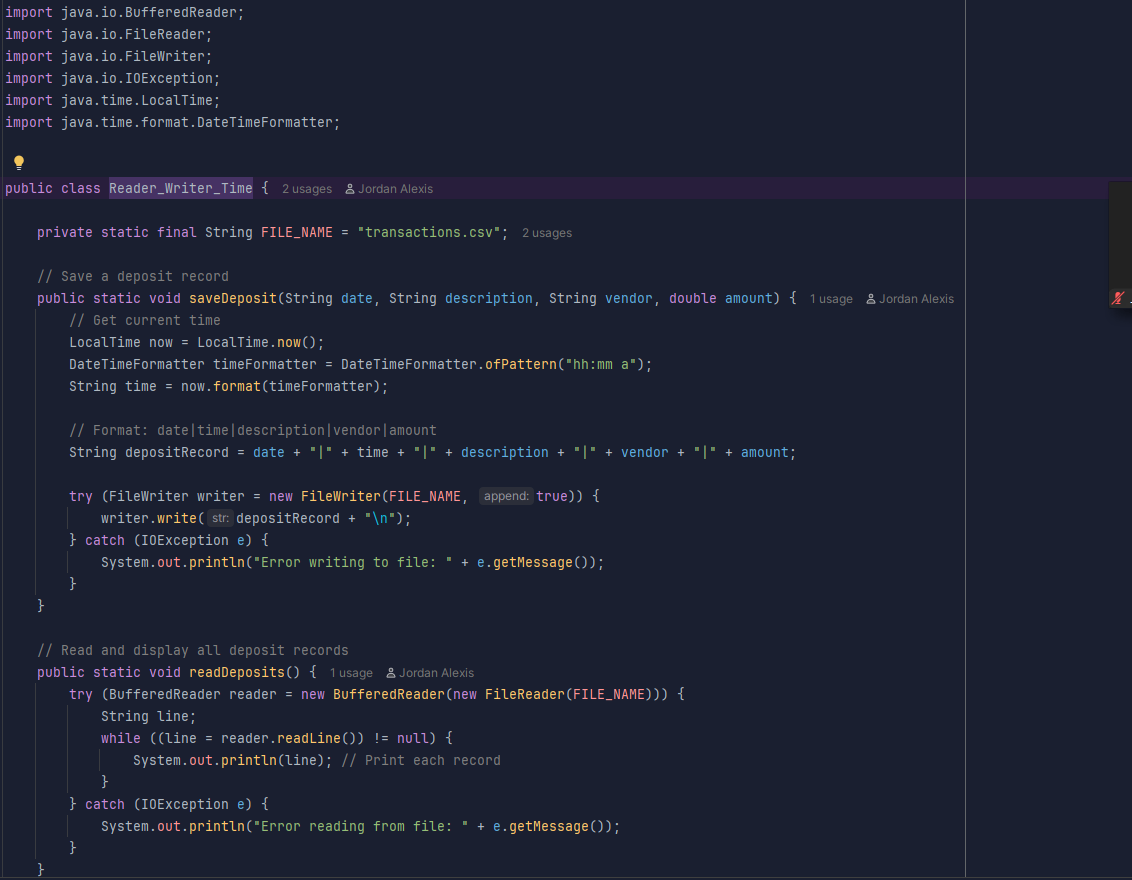 import java.io.BufferedReader;
import java.io.FileReader;
import java.io.FileWriter;
import java.io.IOException;
import java.time.LocalTime;
import java.time.format.DateTimeFormatter;
public class Reader_Writer_Time { 2 usages Jordan Alexis
private static final String FILE_NAME = "transactions.csv"; 2 usages
// Save a deposit record
public static void saveDeposit(String date, String description, String vendor, double amount) { 1 usage Jordan Alexis
// Get current time
LocalTime now = LocalTime.now();
DateTimeFormatter timeFormatter = DateTimeFormatter.ofPattern("hh:mm a");
String time = now.format(timeFormatter);
// Format: date|time|description|vendor|amount
String depositRecord = date + "|" + time + "|" + description + "|" + vendor + "|" + amount;
try (FileWriter writer = new FileWriter(FILE_NAME, append: true)) {
writer.write( str: depositRecord + "\n");
} catch (IOException e) {
System.out.println("Error writing to file: " + e.getMessage());
}
}
// Read and display all deposit records
public static void readDeposits() { 1 usage Jordan Alexis
try (BufferedReader reader = new BufferedReader(new FileReader(FILE_NAME))) {
String line;
while ((line = reader.readLine()) != null) {
System.out.println(line); // Print each record
}
} catch (IOException e) {
System.out.println("Error reading from file: " + e.getMessage());
}
}